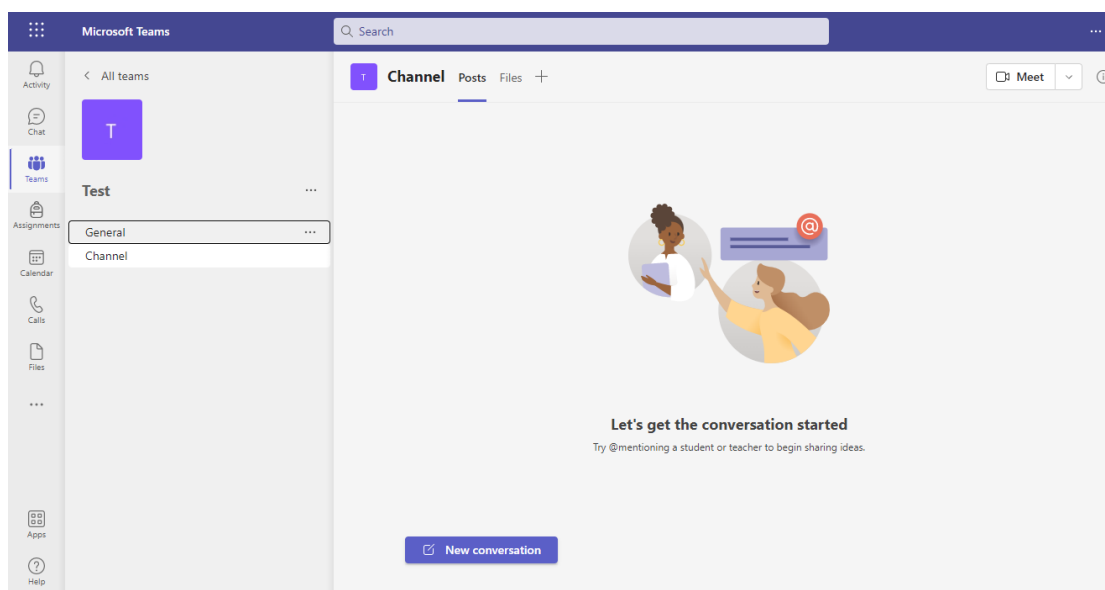 Microsoft Teams
Search
Activity
Chat
Teams
Assignments
Calendar
Calls
Files
Apps
Help
All teams
T
Test
General
Channel
T
Channel Posts Files
Meet
@
Let's get the conversation started
Try @mentioning a student or teacher to begin sharing ideas.
New conversation